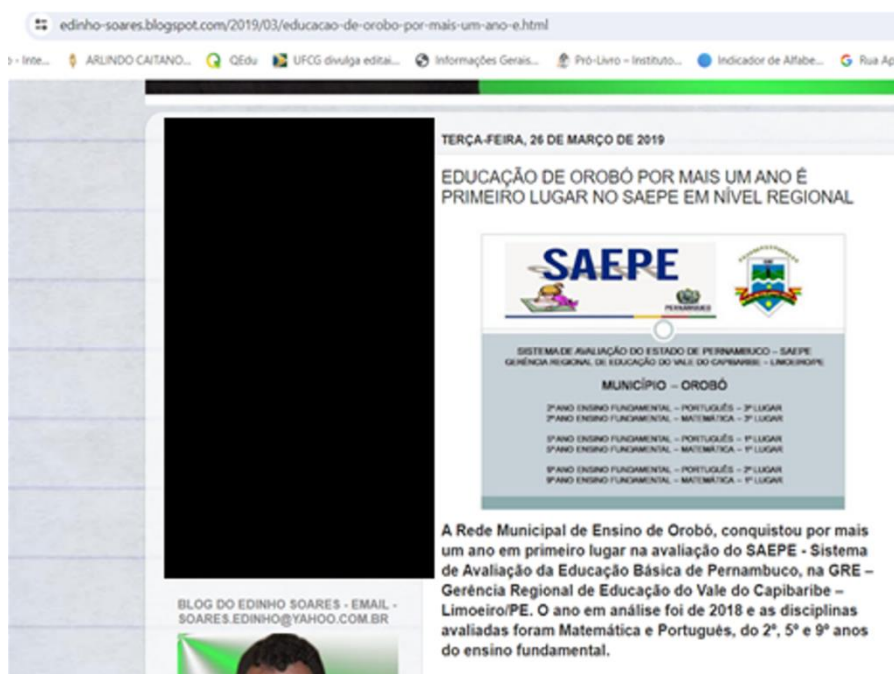 edinho-soares.blogspot.com/2019/03/educacao-de-orobo-por-mais-um-ano-e.html
o - Inte... ARLINDO CAITANO... QEdu UFCG divulga editai... Informações Gerais... Pró-Livro – Instituto... Indicador de Alfabe... Rua Ap
TERÇA-FEIRA, 26 DE MARÇO DE 2019
EDUCAÇÃO DE OROBÓ POR MAIS UM ANO É
PRIMEIRO LUGAR NO SAEPE EM NÍVEL REGIONAL
SAEPE
PERNAMBUCO
SISTEMA DE AVALIAÇÃO DO ESTADO DE PERNAMBUCO – SAEPE
GERÊNCIA REGIONAL DE EDUCAÇÃO DO VALE DO CAPIBARIBE – LIMOEIRO/PE
MUNICÍPIO – OROBÓ
2º ANO ENSINO FUNDAMENTAL – PORTUGUÊS – 3º LUGAR
2º ANO ENSINO FUNDAMENTAL – MATEMÁTICA – 3º LUGAR
5º ANO ENSINO FUNDAMENTAL – PORTUGUÊS – 1º LUGAR
5º ANO ENSINO FUNDAMENTAL – MATEMÁTICA – 1º LUGAR
9º ANO ENSINO FUNDAMENTAL – PORTUGUÊS – 2º LUGAR
9º ANO ENSINO FUNDAMENTAL – MATEMÁTICA – 1º LUGAR
A Rede Municipal de Ensino de Orobó, conquistou por mais
um ano em primeiro lugar na avaliação do SAEPE - Sistema
de Avaliação da Educação Básica de Pernambuco, na GRE –
Gerência Regional de Educação do Vale do Capibaribe –
Limoeiro/PE. O ano em análise foi de 2018 e as disciplinas
avaliadas foram Matemática e Português, do 2º, 5º e 9º anos
do ensino fundamental.
BLOG DO EDINHO SOARES - EMAIL -
SOARES.EDINHO@YAHOO.COM.BR